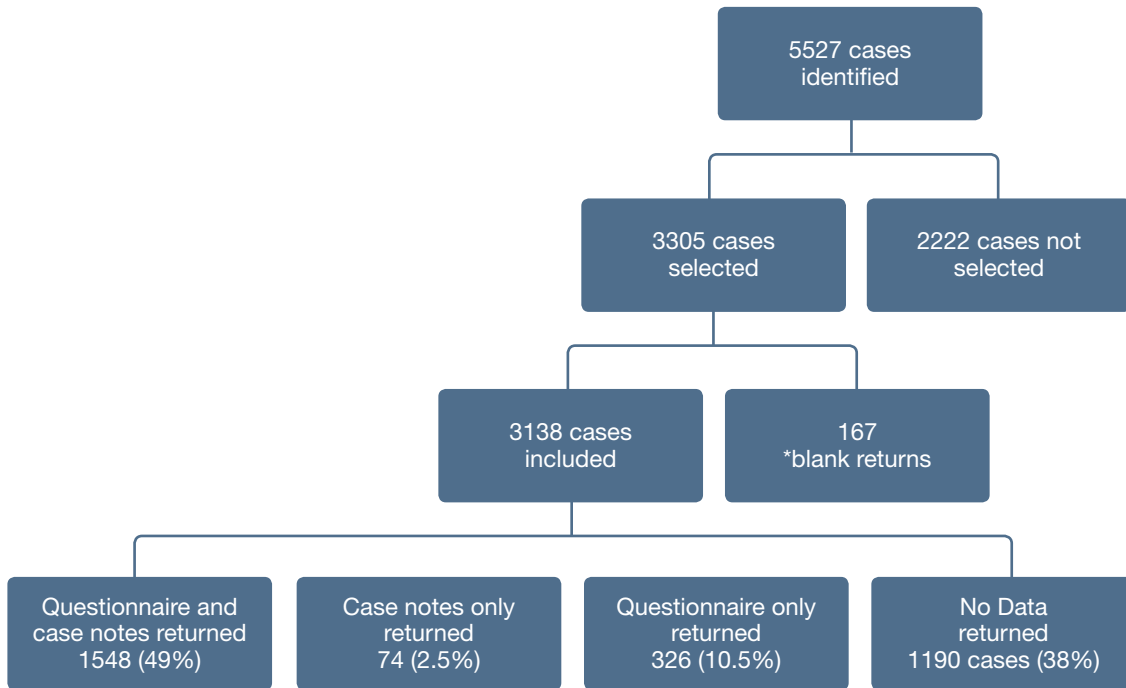 5527 cases
identified
3305 cases
selected
2222 cases not
selected
3138 cases
included
167
*blank returns
Questionnaire and
case notes returned
1548 (49%)
Case notes only
returned
74 (2.5%)
Questionnaire only
returned
326 (10.5%)
No Data
returned
1190 cases (38%)